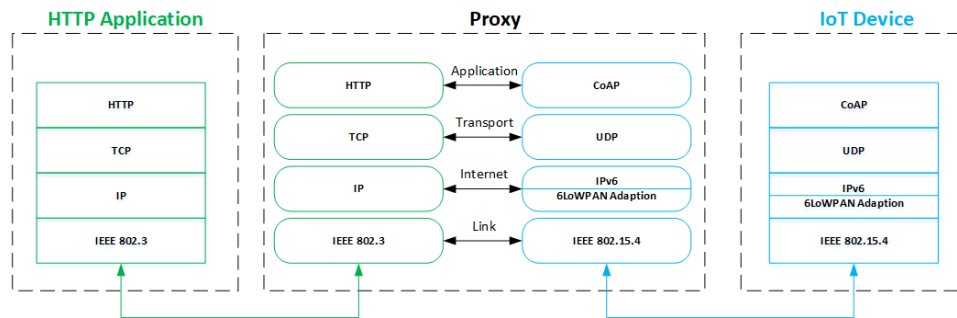 HTTP Application
Proxy
IoT Device
HTTP
TCP
IP
IEEE 802.3
HTTP
Application
CoAP
TCP
Transport
UDP
IP
Internet
IPv6
6LoWPAN Adaption
IEEE 802.3
Link
IEEE 802.15.4
CoAP
UDP
IPv6
6LoWPAN Adaption
IEEE 802.15.4